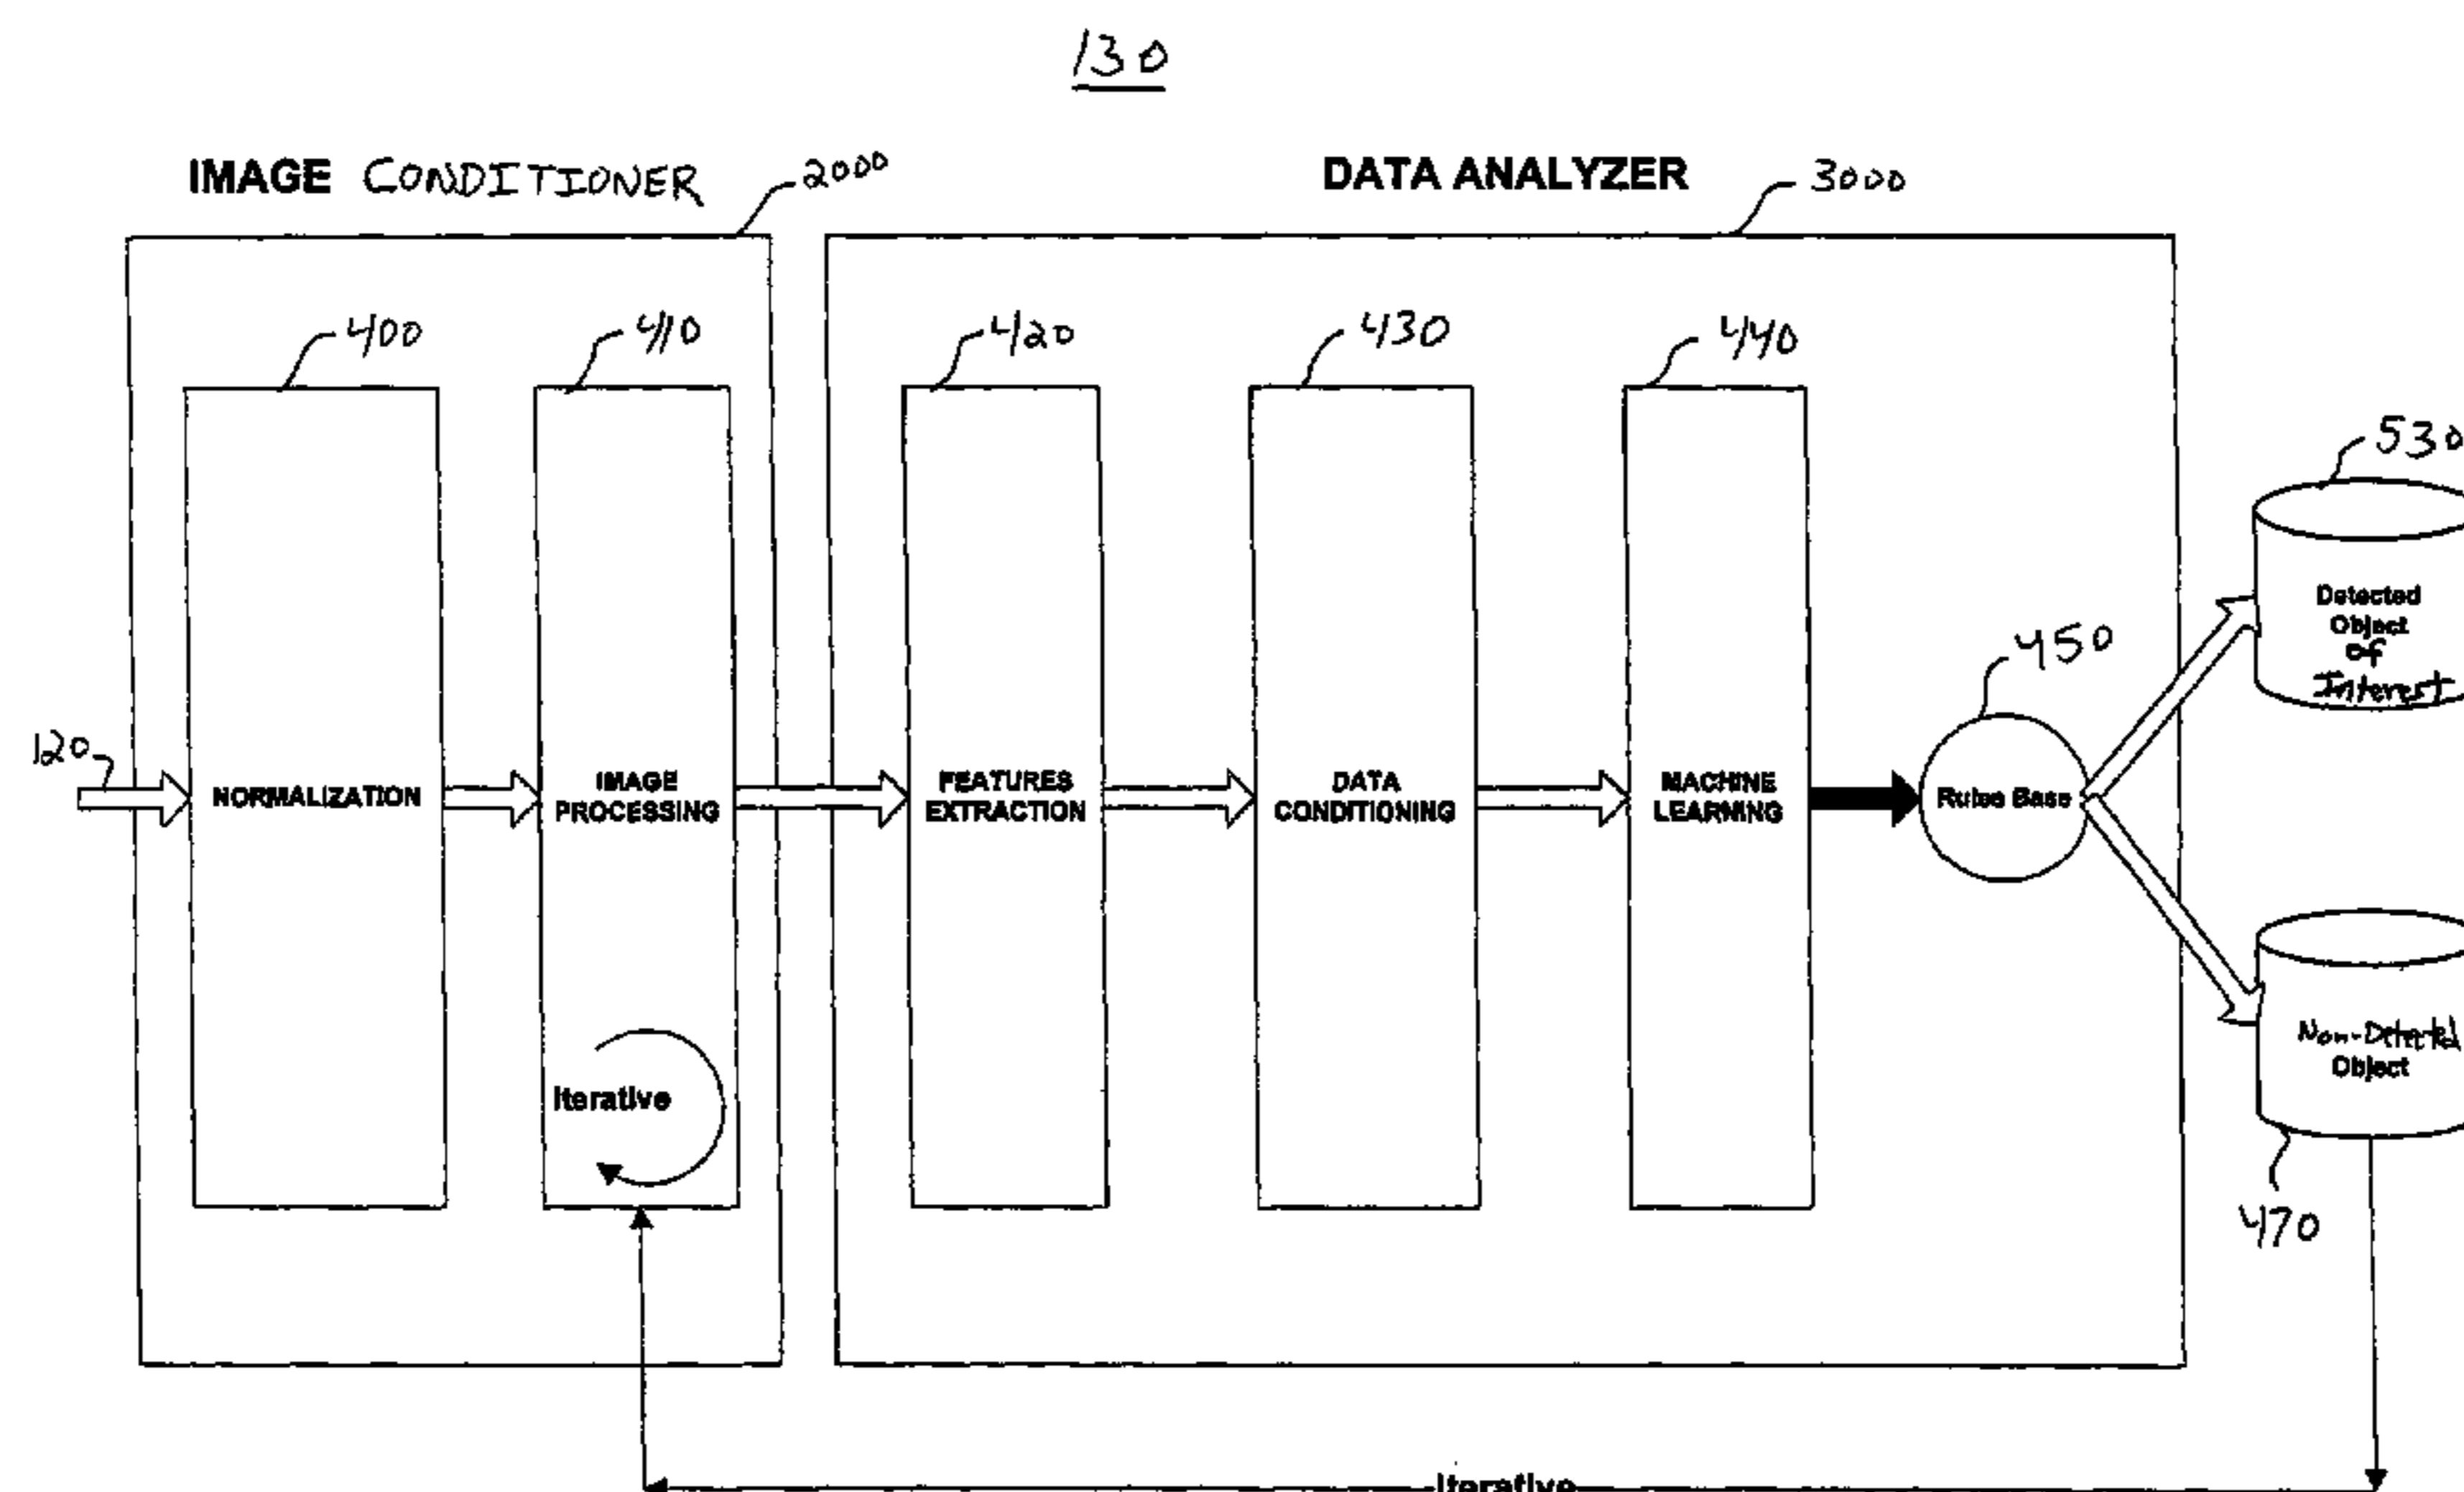 130
IMAGE CONDITIONER
2000
DATA ANALYZER
3000
400
410
420
430
440
530
Detected
Object
of
Interest
450
120
NORMALIZATION
IMAGE
PROCESSING
FEATURES
EXTRACTION
DATA
CONDITIONING
MACHINE
LEARNING
Rules Base
Non-Detected
Object
Iterative
470
Iterative